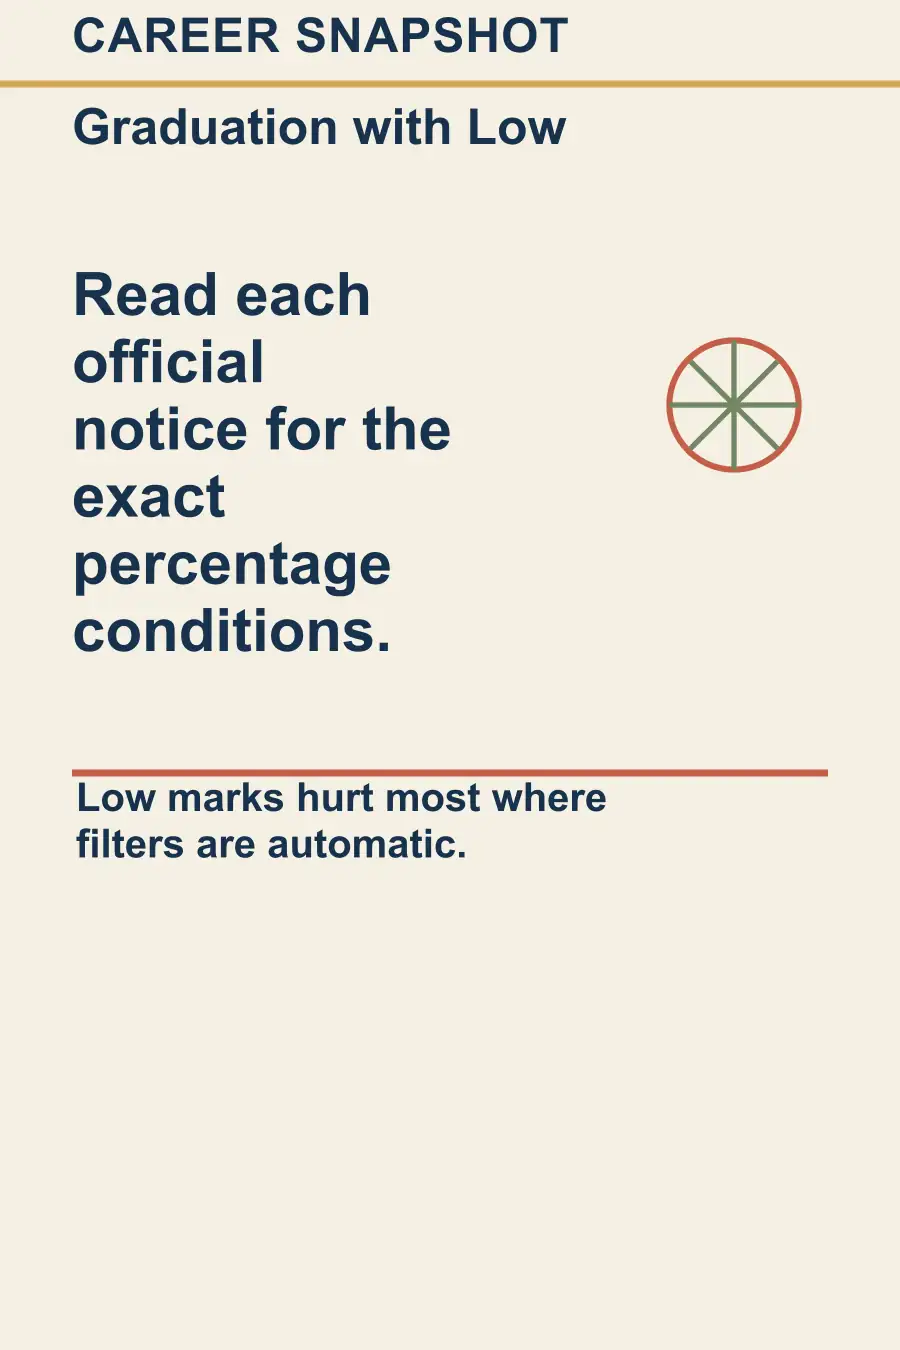 CAREER SNAPSHOT
Graduation with Low
Read each
official
notice for the
exact
percentage
conditions.
Low marks hurt most where
filters are automatic.